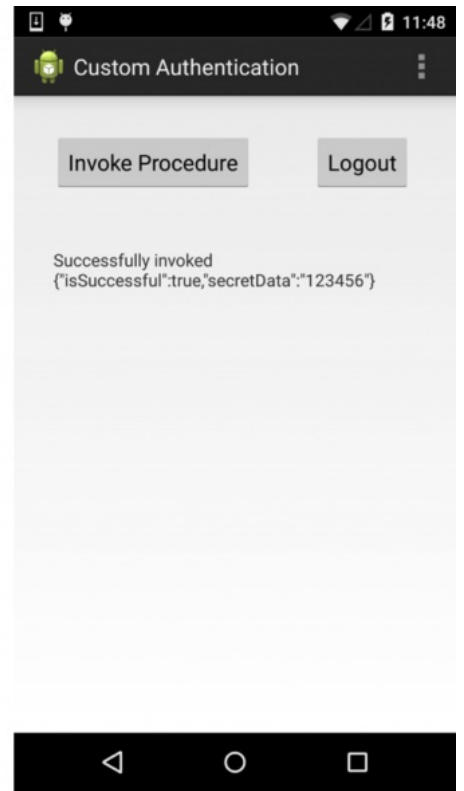 11:48
Custom Authentication
Invoke Procedure Logout
Successfully invoked
{"isSuccessful":true,"secretData":"123456"}